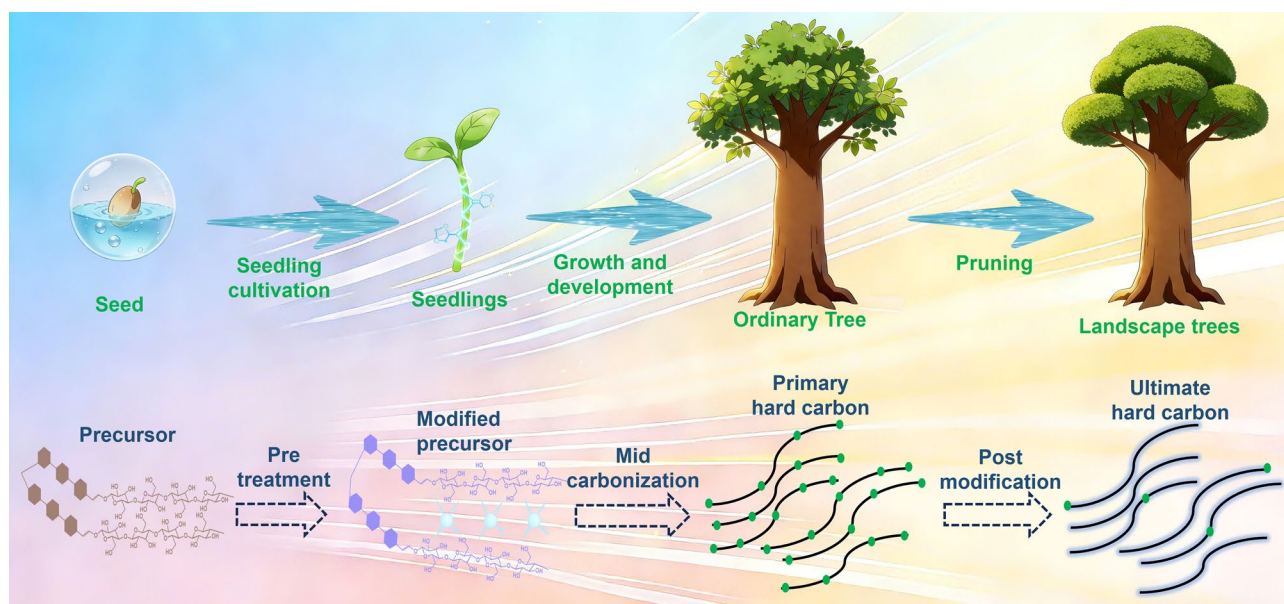 Seed
Seedling
cultivation
Seedlings
Growth and
development
Ordinary Tree
Pruning
Landscape trees
Precursor
Pre
treatment
Modified
precursor
Mid
carbonization
Primary
hard carbon
Post
modification
Ultimate
hard carbon